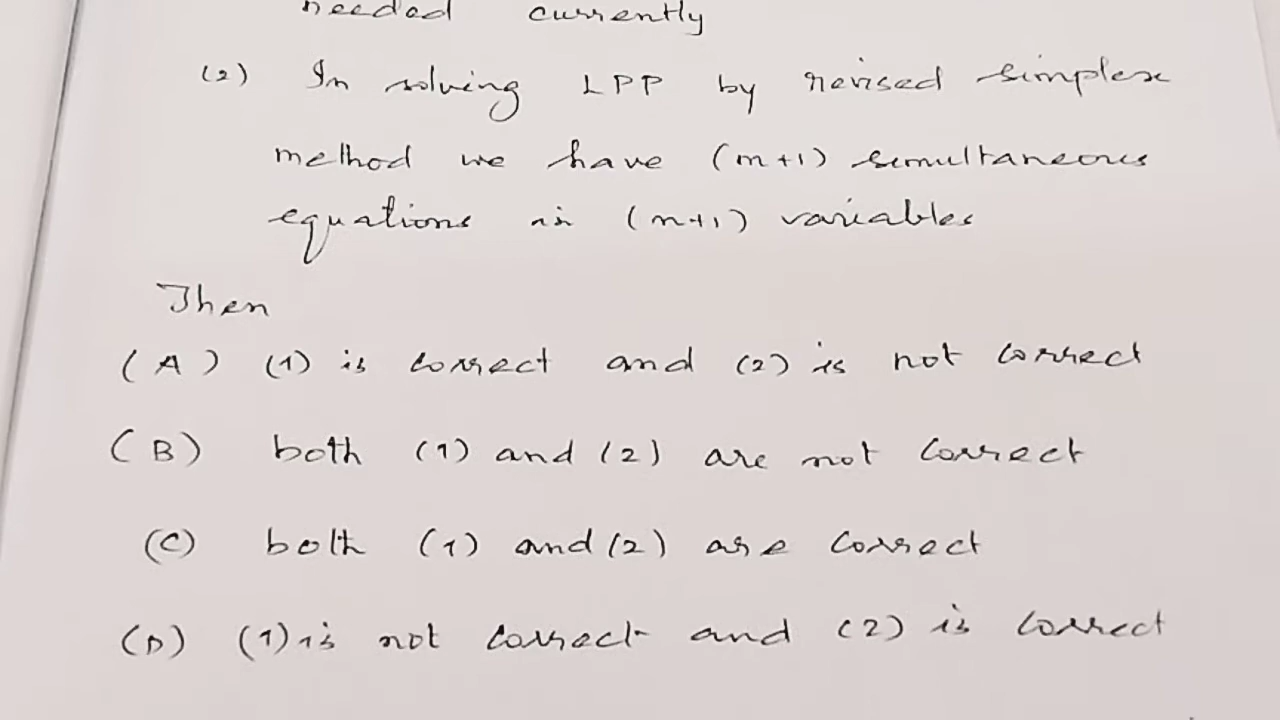 needed currently
(2) In solving LPP by revised simplex
method we have (m+1) simultaneous
equations in (n+1) variables
Then
(A) (1) is correct and (2) is not correct
(B) both (1) and (2) are not correct
(C) both (1) and (2) are correct
(D) (1) is not correct and (2) is correct